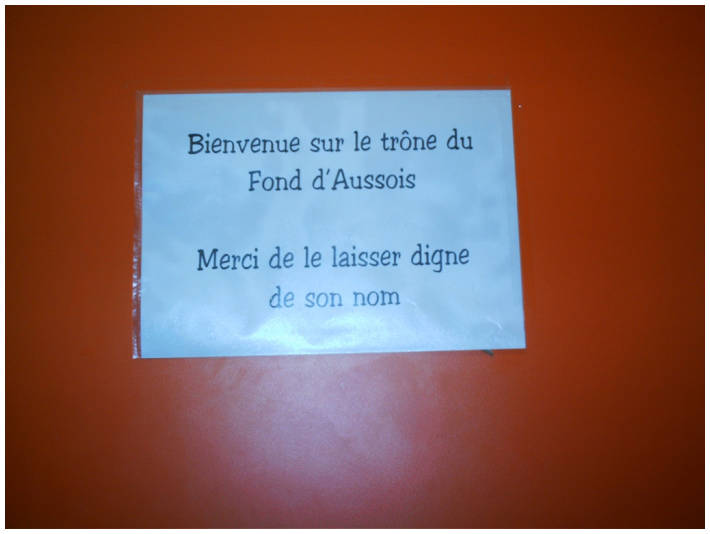 Bienvenue sur le trône du
Fond d'Aussois
Merci de le laisser digne
de son nom